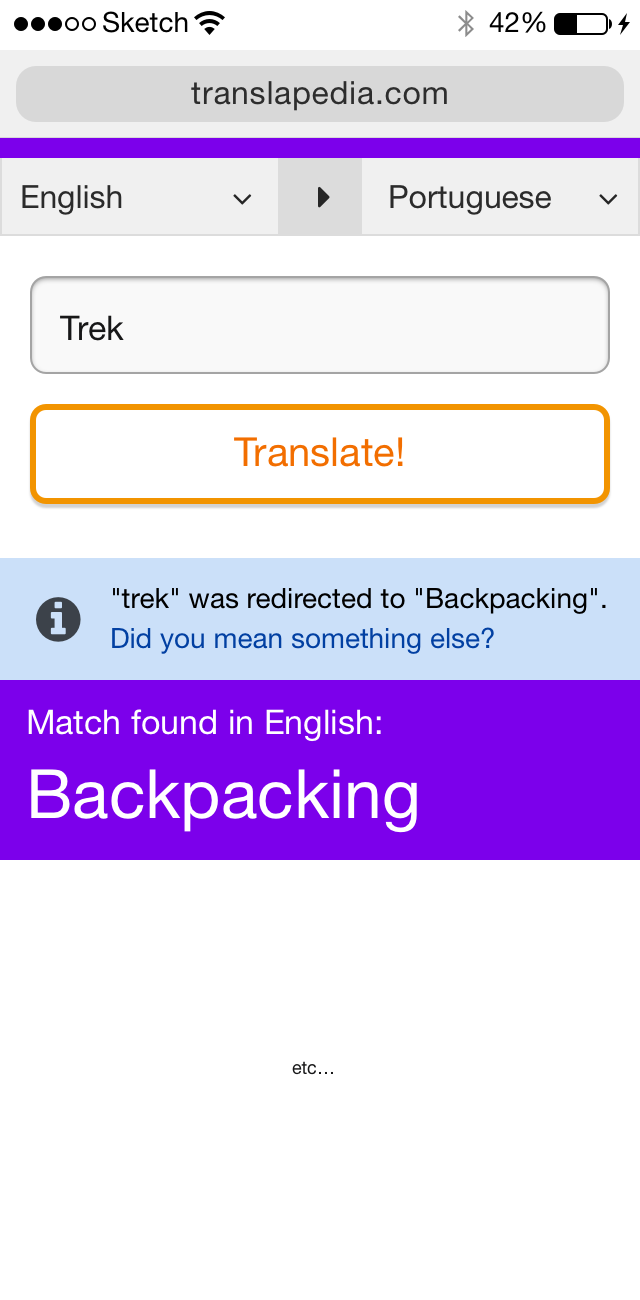 Sketch 42%
translapedia.com
English Portuguese
Trek
Translate!
"trek" was redirected to "Backpacking".
Did you mean something else?
Match found in English:
Backpacking
etc...